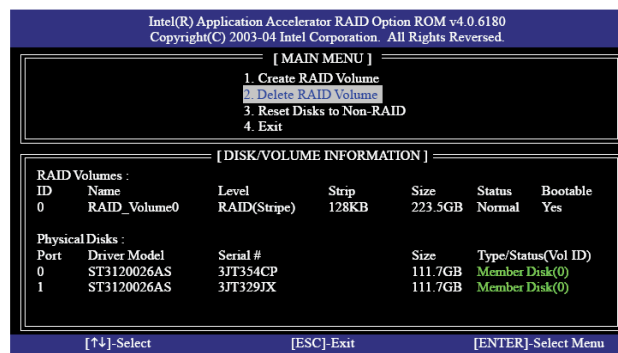 Intel(R) Application Accelerator RAID Option ROM v4.0.6180
Copyright(C) 2003-04 Intel Corporation. All Rights Reversed.
[ MAIN MENU ]
1. Create RAID Volume
2. Delete RAID Volume
3. Reset Disks to Non-RAID
4. Exit
[ DISK/VOLUME INFORMATION ]
RAID Volumes :
ID Name Level Strip Size Status Bootable
0 RAID_Volume0 RAID(Stripe) 128KB 223.5GB Normal Yes
Physical Disks :
Port Driver Model Serial # Size Type/Status(Vol ID)
0 ST3120026AS 3JT354CP 111.7GB Member Disk(0)
1 ST3120026AS 3JT329JX 111.7GB Member Disk(0)
[↑↓]-Select [ESC]-Exit [ENTER]-Select Menu